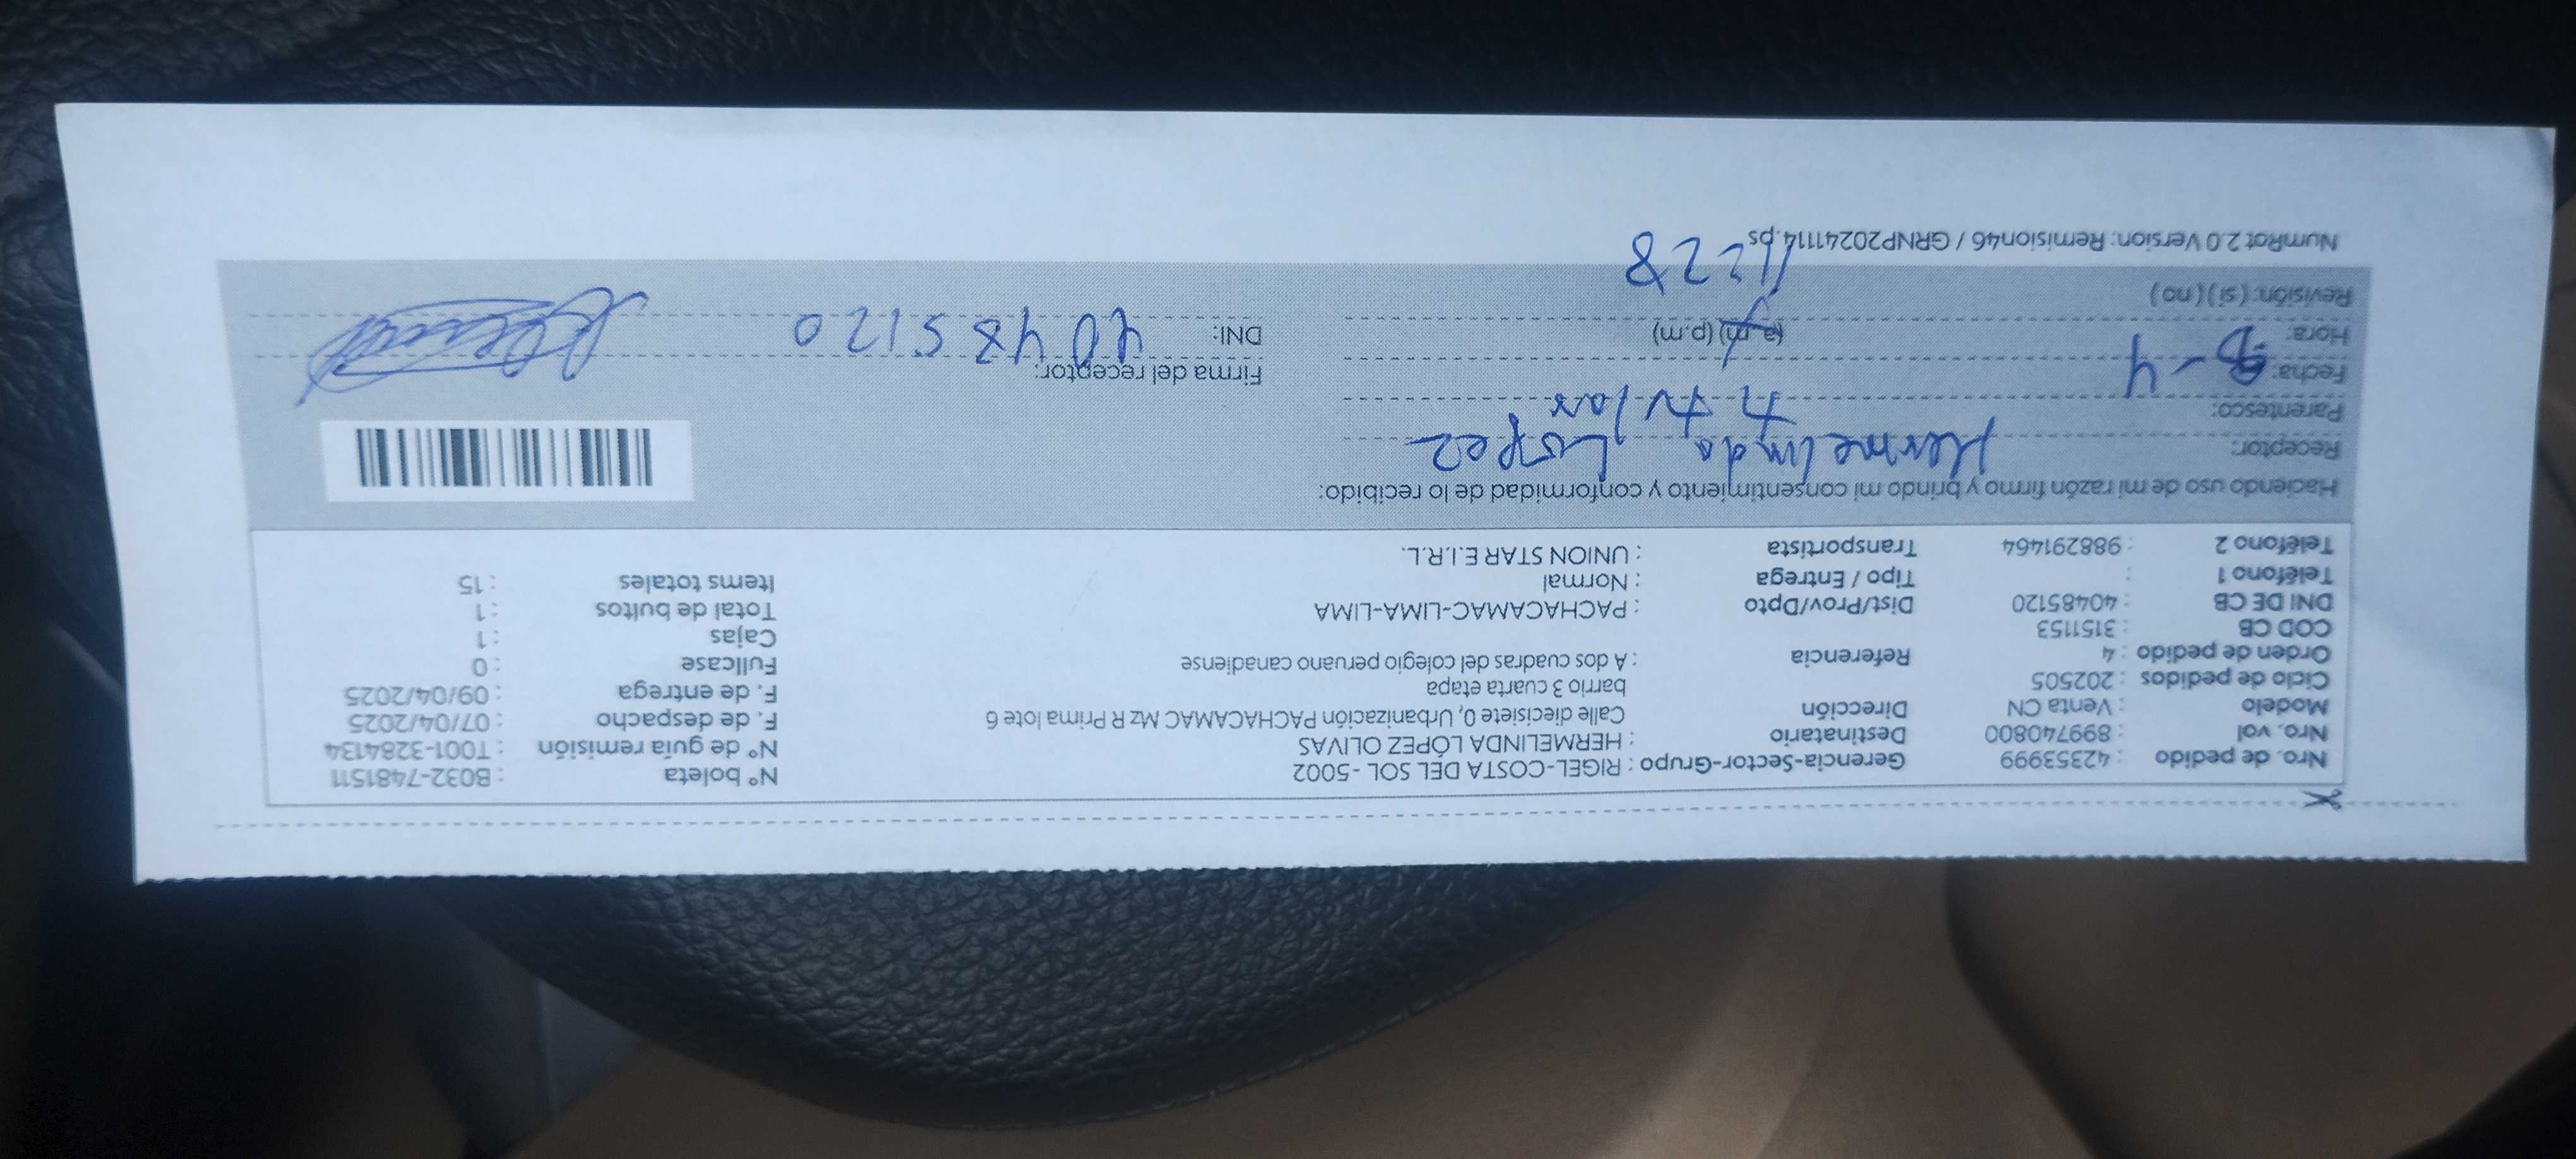 Nro. de pedido : 42353999 Gerencia-Sector-Grupo : RIGEL-COSTA DEL SOL - 5002 N° boleta : B032-7481511
Nro. vol : 899740800 Destinatario : HERMELINDA LÓPEZ OLIVAS N° de guía remisión : T001-3284134
Modelo : Venta CN Dirección Calle diecisiete 0, Urbanización PACHACAMAC Mz R Prima lote 6 F. de despacho : 07/04/2025
Ciclo de pedidos : 202505 barrio 3 cuarta etapa F. de entrega : 09/04/2025
Orden de pedido : 4 Referencia : A dos cuadras del colegio peruano canadiense Fullcase : 0
COD CB : 3151153 Cajas : 1
DNI DE CB : 40485120 Dist/Prov/Dpto : PACHACAMAC-LIMA-LIMA Total de bultos : 1
Teléfono 1 : Tipo / Entrega : Normal Items totales : 15
Teléfono 2 : 988291464 Transportista : UNION STAR E.I.R.L.
Haciendo uso de mi razón firmo y brindo mi consentimiento y conformidad de lo recibido:
Receptor: Hermelinda Lopez
Parentesco: titular
Fecha: -4 Firma del receptor:
Hora: (a.m) (p.m) DNI: 40485120
Revisión: (si) (no) 11:28
NumRot 2.0 Version: Remision46 / GRNP20241114.ps